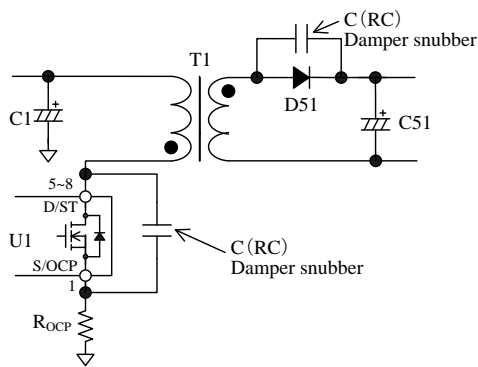 C(RC)
Damper snubber
T1
D51
C1
+
+
C51
5~8
D/ST
U1
S/OCP
1
C(RC)
Damper snubber
ROCP